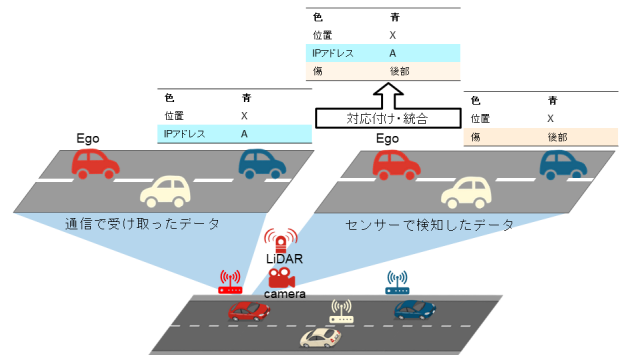 色 青
位置 X
IPアドレス A
傷 後部
色 青
位置 X
IPアドレス A
対応付け・統合
色 青
位置 X
傷 後部
Ego
Ego
通信で受け取ったデータ
センサーで検知したデータ
LiDAR
camera